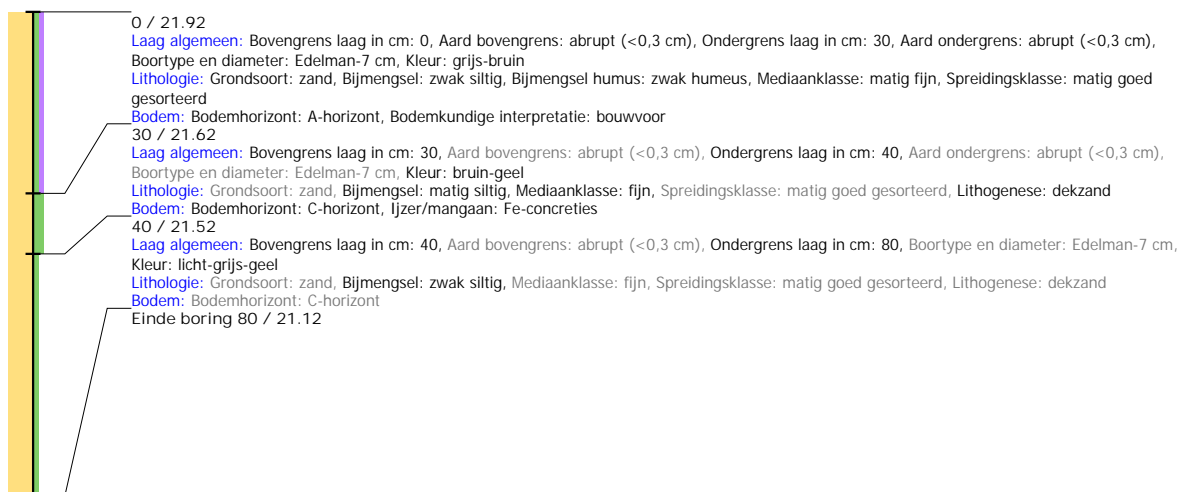 0 / 21.92
Laag algemeen: Bovengrens laag in cm: 0, Aard bovengrens: abrupt (<0,3 cm), Ondergrens laag in cm: 30, Aard ondergrens: abrupt (<0,3 cm),
Boortype en diameter: Edelman-7 cm, Kleur: grijs-bruin
Lithologie: Grondsoort: zand, Bijmengsel: zwak siltig, Bijmengsel humus: zwak humeus, Mediaanklasse: matig fijn, Spreidingsklasse: matig goed
gesorteerd
Bodem: Bodemhorizont: A-horizont, Bodemkundige interpretatie: bouwvoor
30 / 21.62
Laag algemeen: Bovengrens laag in cm: 30, Aard bovengrens: abrupt (<0,3 cm), Ondergrens laag in cm: 40, Aard ondergrens: abrupt (<0,3 cm),
Boortype en diameter: Edelman-7 cm, Kleur: bruin-geel
Lithologie: Grondsoort: zand, Bijmengsel: matig siltig, Mediaanklasse: fijn, Spreidingsklasse: matig goed gesorteerd, Lithogenese: dekzand
Bodem: Bodemhorizont: C-horizont, Ijzer/mangaan: Fe-concreties
40 / 21.52
Laag algemeen: Bovengrens laag in cm: 40, Aard bovengrens: abrupt (<0,3 cm), Ondergrens laag in cm: 80, Boortype en diameter: Edelman-7 cm,
Kleur: licht-grijs-geel
Lithologie: Grondsoort: zand, Bijmengsel: zwak siltig, Mediaanklasse: fijn, Spreidingsklasse: matig goed gesorteerd, Lithogenese: dekzand
Bodem: Bodemhorizont: C-horizont
Einde boring 80 / 21.12